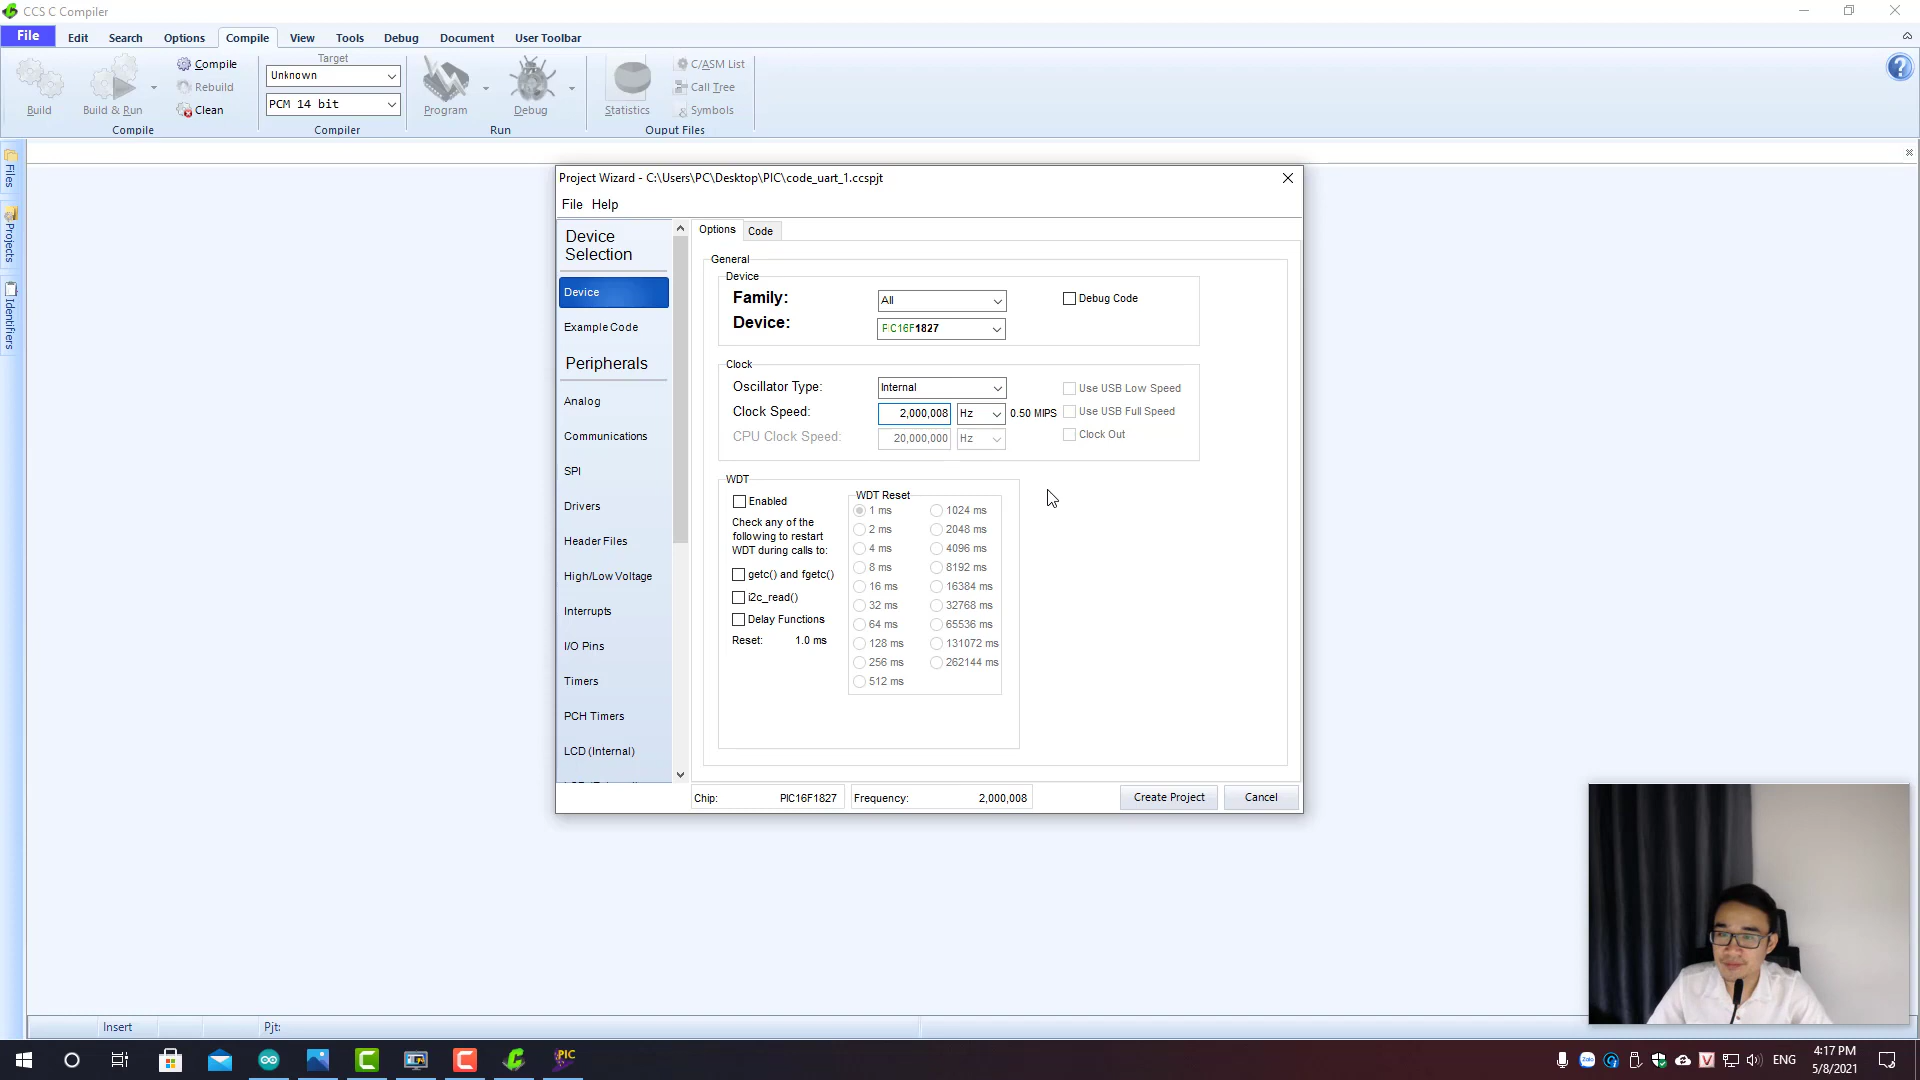 CCS C Compiler
File Edit Search Options Compile View Tools Debug Document User Toolbar
Build
Build & Run
Compile
Rebuild
Clean
Compile
Target
Unknown
PCM 14 bit
Compiler
Program
Debug
Run
Statistics
C/ASM List
Call Tree
Symbols
Ouput Files
Files
Projects
Identifiers
Project Wizard - C:\Users\PC\Desktop\PIC\code_uart_1.ccspjt
File Help
Device
Selection
Device
Example Code
Peripherals
Analog
Communications
SPI
Drivers
Header Files
High/Low Voltage
Interrupts
I/O Pins
Timers
PCH Timers
LCD (Internal)
Options Code
General
Device
Family: All Debug Code
Device: PIC16F1827
Clock
Oscillator Type: Internal Use USB Low Speed
Clock Speed: 2,000,008 Hz 0.50 MIPS Use USB Full Speed
CPU Clock Speed: 20,000,000 Hz Clock Out
WDT
Enabled
Check any of the
following to restart
WDT during calls to:
getc() and fgetc()
i2c_read()
Delay Functions
Reset: 1.0 ms
WDT Reset
1 ms 1024 ms
2 ms 2048 ms
4 ms 4096 ms
8 ms 8192 ms
16 ms 16384 ms
32 ms 32768 ms
64 ms 65536 ms
128 ms 131072 ms
256 ms 262144 ms
512 ms
Chip: PIC16F1827 Frequency: 2,000,008 Create Project Cancel
Insert Pjt:
PIC
Zalo
ENG
4:17 PM
5/8/2021